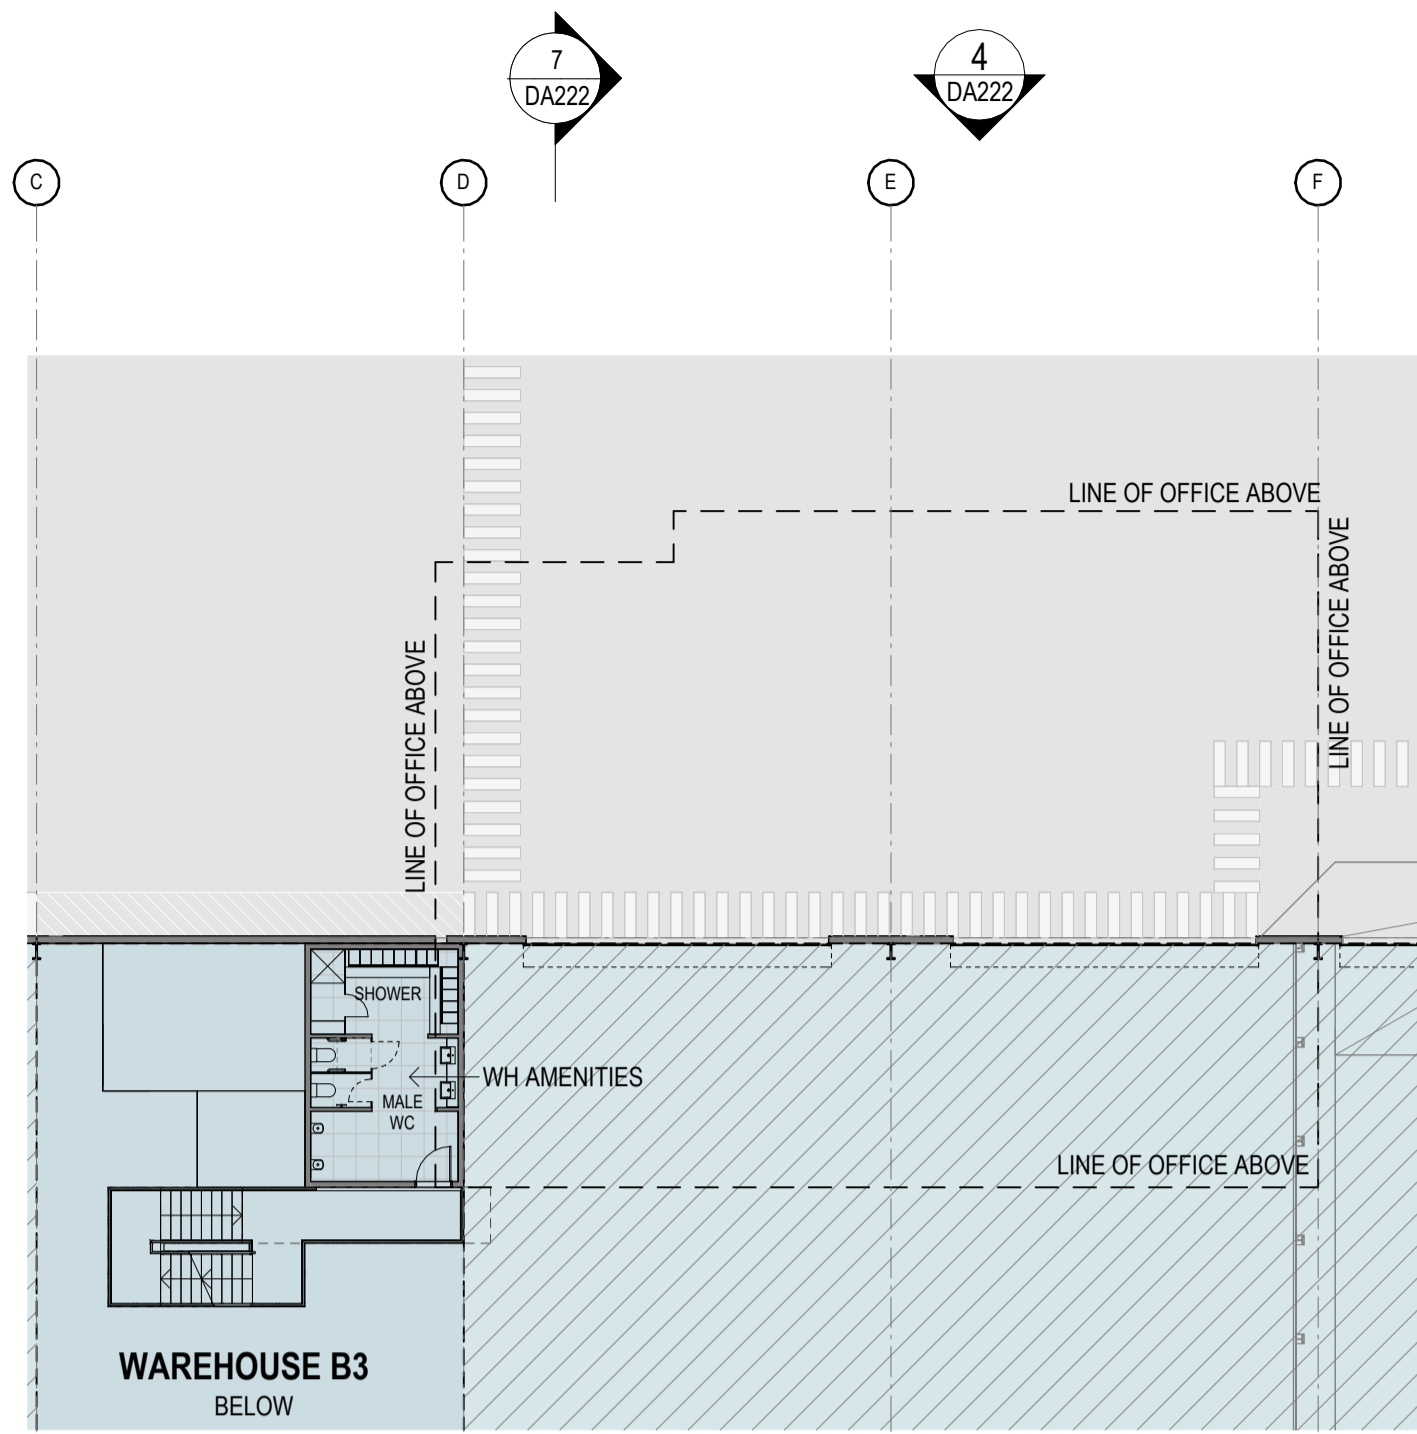 7
DA222
4
DA222
C
D
E
F
LINE OF OFFICE ABOVE
LINE OF OFFICE ABOVE
LINE OF OFFICE ABOVE
SHOWER
WH AMENITIES
MALE
WC
LINE OF OFFICE ABOVE
WAREHOUSE B3
BELOW